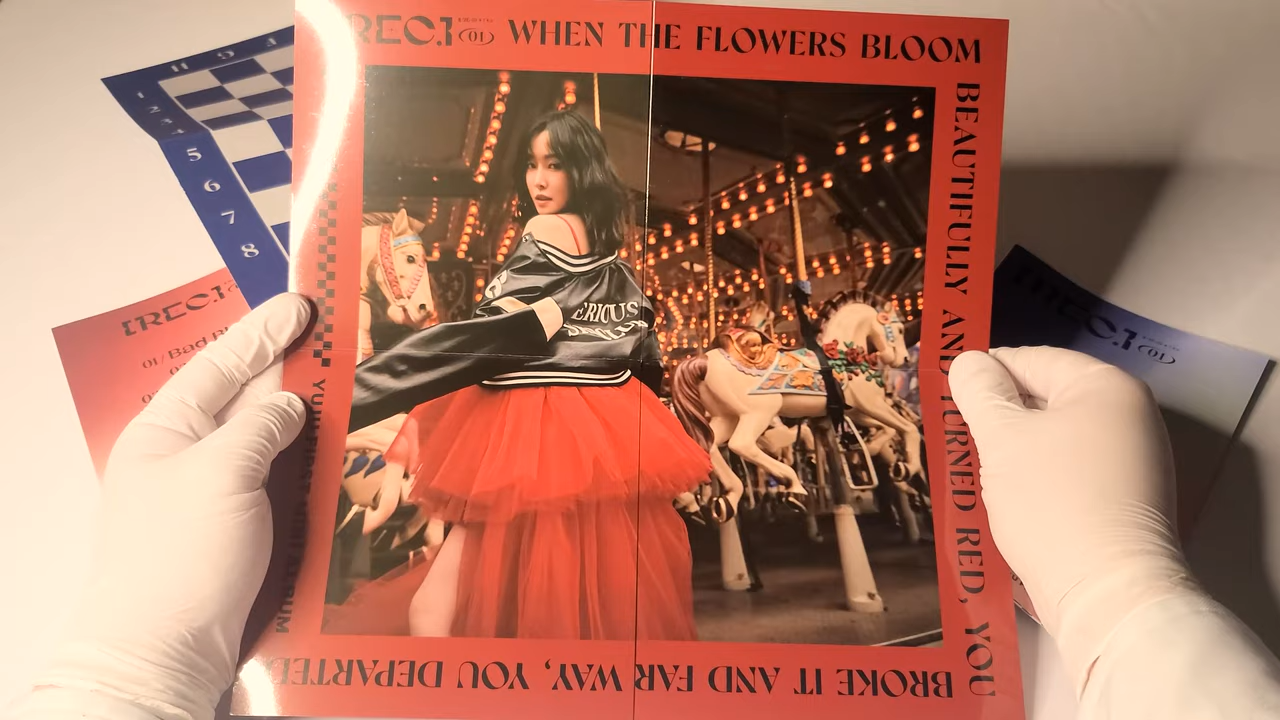 [REC.]
01
WHEN THE FLOWERS BLOOM
BEAUTIFULLY AND TURNED RED, YOU
BROKE IT AND FAR WAY, YOU DEPARTED
ERIOUS
1
2
3
4
5
6
7
8
[REC.]
01 / Bad
[REC.]
01